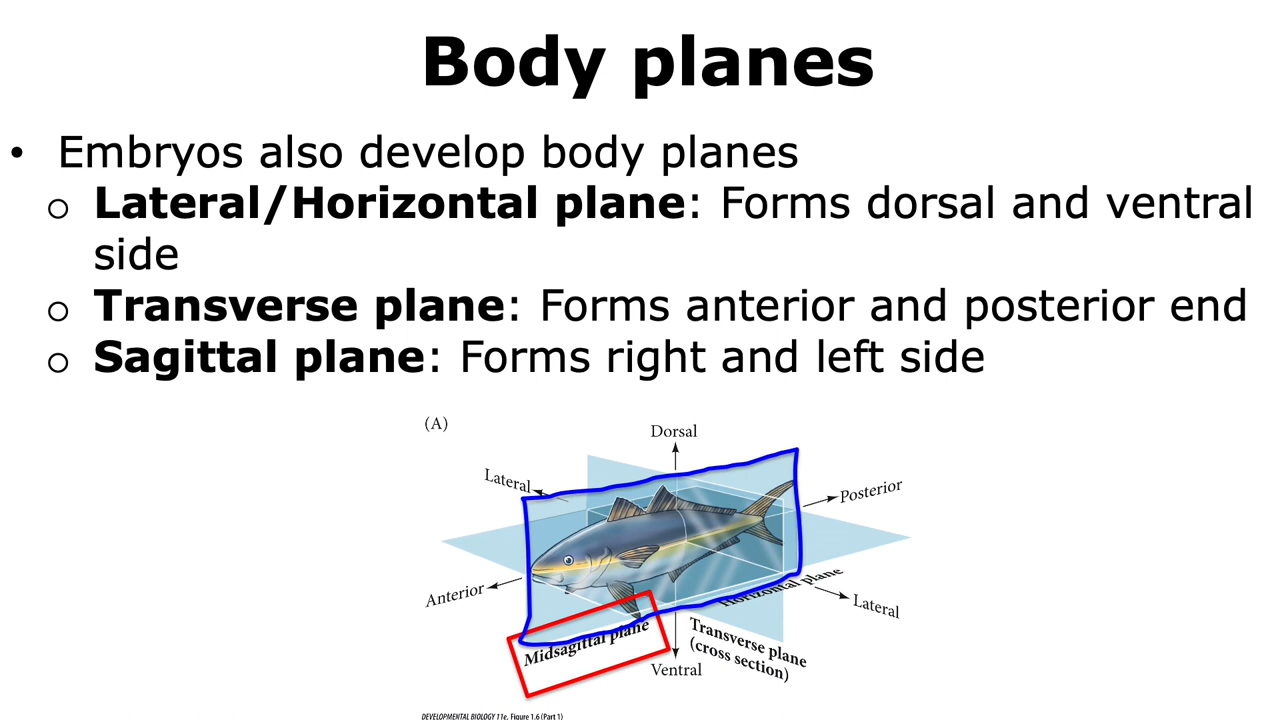 Body planes
• Embryos also develop body planes
o Lateral/Horizontal plane: Forms dorsal and ventral
side
o Transverse plane: Forms anterior and posterior end
o Sagittal plane: Forms right and left side
(A)
Dorsal
Lateral
Posterior
Anterior
Horizontal plane
Lateral
Midsagittal plane
Transverse plane
(cross section)
Ventral
DEVELOPMENTAL BIOLOGY 11e, Figure 1.6 (Part 1)